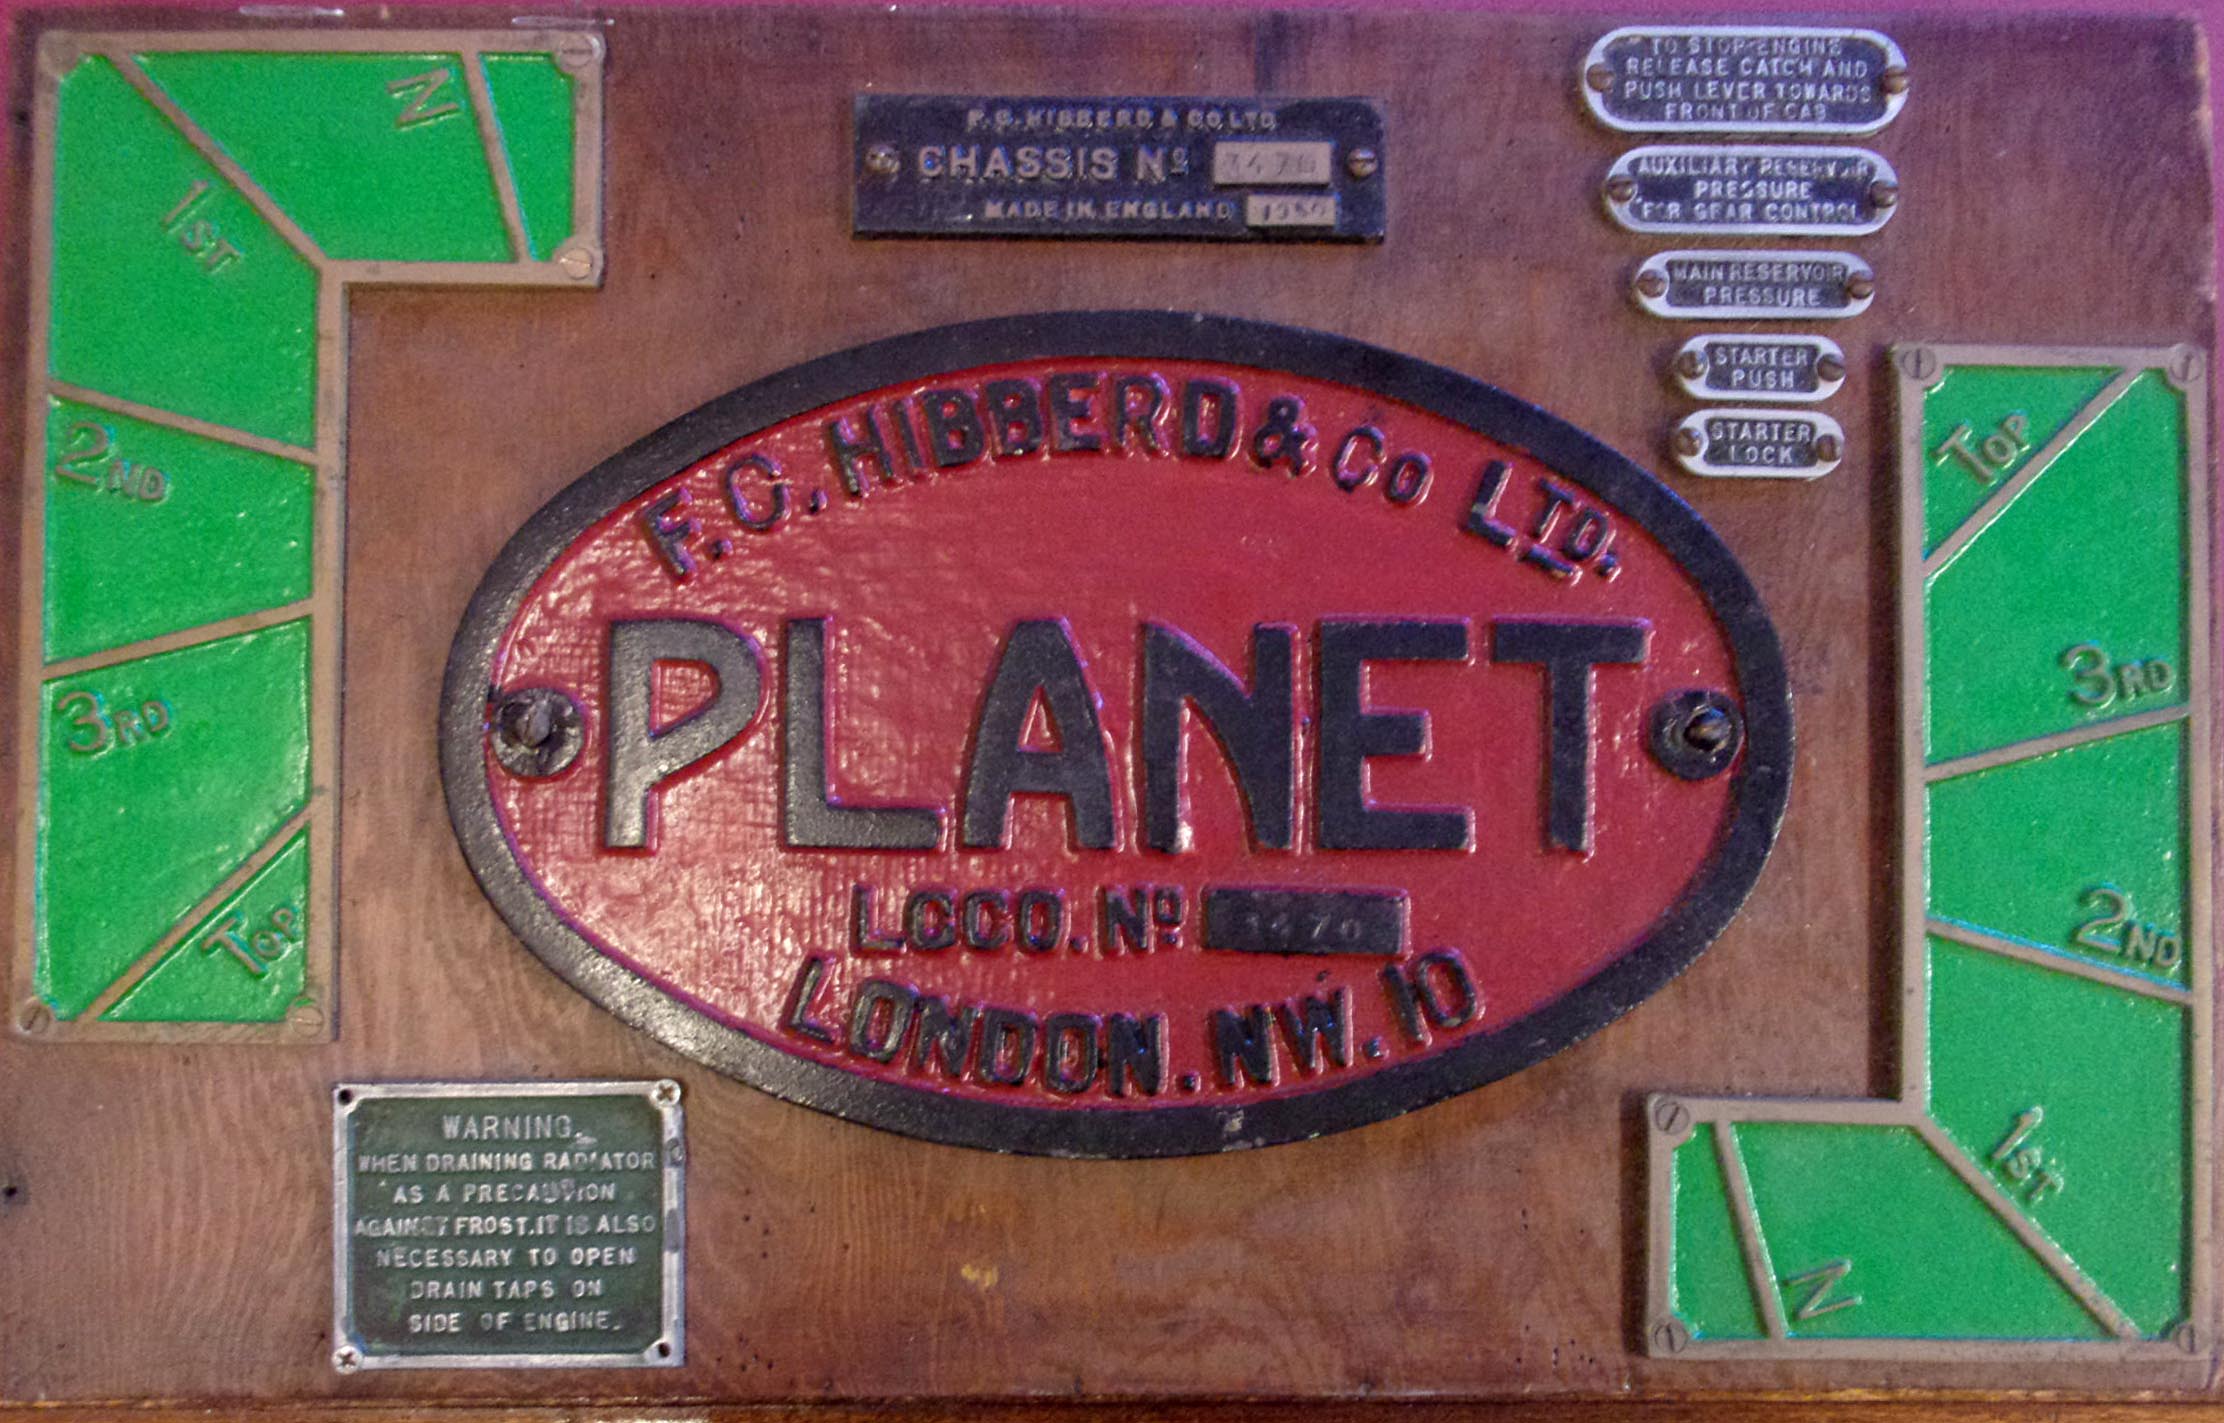 N
1ST
2ND
3RD
TOP
F. C. HIBBERD & CO LTD
CHASSIS Nº 3470
MADE IN ENGLAND 1950
TO STOP ENGINE
RELEASE CATCH AND
PUSH LEVER TOWARDS
FRONT OF CAB
AUXILIARY RESERVOIR
PRESSURE
FOR GEAR CONTROL
MAIN RESERVOIR
PRESSURE
STARTER
PUSH
STARTER
LOCK
F. C. HIBBERD & Co LTD.
PLANET
LOCO. Nº 3470
LONDON. NW. 10
TOP
3RD
2ND
1ST
N
WARNING.
WHEN DRAINING RADIATOR
AS A PRECAUTION
AGAINST FROST. IT IS ALSO
NECESSARY TO OPEN
DRAIN TAPS ON
SIDE OF ENGINE.